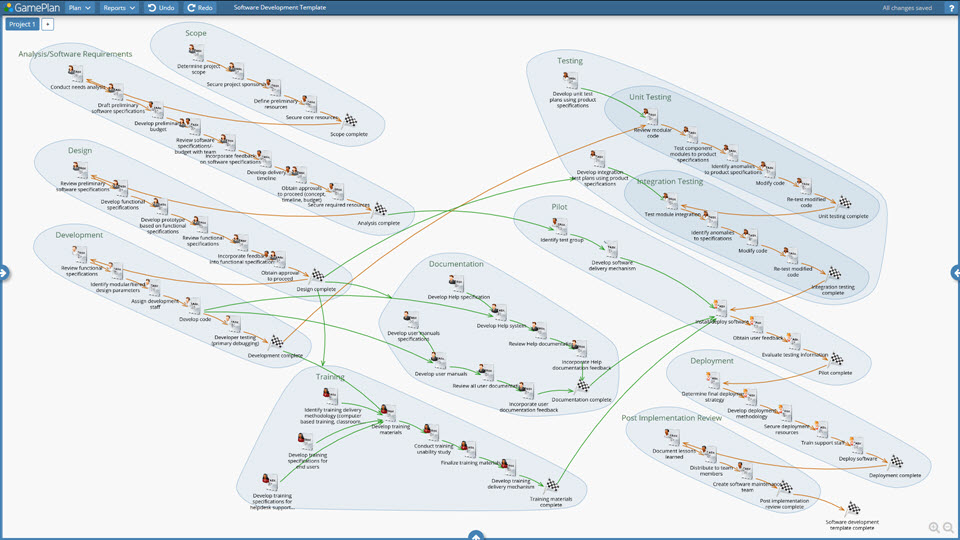 GamePlan
Plan
Reports
Undo
Redo
Software Development Template
All changes saved
?
Project 1
+
Scope
Determine project
scope
Secure project sponsorship
Define preliminary
resources
Secure core resources
Scope complete
Analysis/Software Requirements
Conduct needs analysis
Draft preliminary
software specifications
Develop preliminary
budget
Review software
specifications/
budget with team
Incorporate feedback
on software specifications
Develop delivery
timeline
Obtain approvals
to proceed (concept,
timeline, budget)
Secure required resources
Analysis complete
Design
Review preliminary
software specifications
Develop functional
specifications
Develop prototype
based on functional
specifications
Review functional
specifications
Incorporate feedback
into functional specifications
Obtain approval
to proceed
Design complete
Development
Review functional
specifications
Identify modular/tiered
design parameters
Assign development
staff
Develop code
Developer testing
(primary debugging)
Development complete
Testing
Develop unit test
plans using product
specifications
Unit Testing
Review modular
code
Test component
modules to product
specifications
Identify anomalies
to product specifications
Modify code
Re-test modified
code
Unit testing complete
Develop integration
test plans using product
specifications
Integration Testing
Test module integration
Identify anomalies
to specifications
Modify code
Re-test modified
code
Integration testing
complete
Pilot
Identify test group
Develop software
delivery mechanism
Install/deploy software
Obtain user feedback
Evaluate testing information
Pilot complete
Documentation
Develop Help specification
Develop Help system
Review Help documentation
Incorporate Help
documentation feedback
Develop user manuals
specifications
Develop user manuals
Review all user documentation
Incorporate user
documentation feedback
Documentation complete
Training
Identify training delivery
methodology (computer
based training, classroom,
Develop training
materials
Develop training
specifications for
end users
Conduct training
usability study
Finalize training materials
Develop training
delivery mechanism
Develop training
specifications for
helpdesk support...
Training materials
complete
Deployment
Determine final deployment
strategy
Develop deployment
methodology
Secure deployment
resources
Train support staff
Deploy software
Deployment complete
Post Implementation Review
Document lessons
learned
Distribute to team
members
Create software maintenance
team
Post implementation
review complete
Software development
template complete